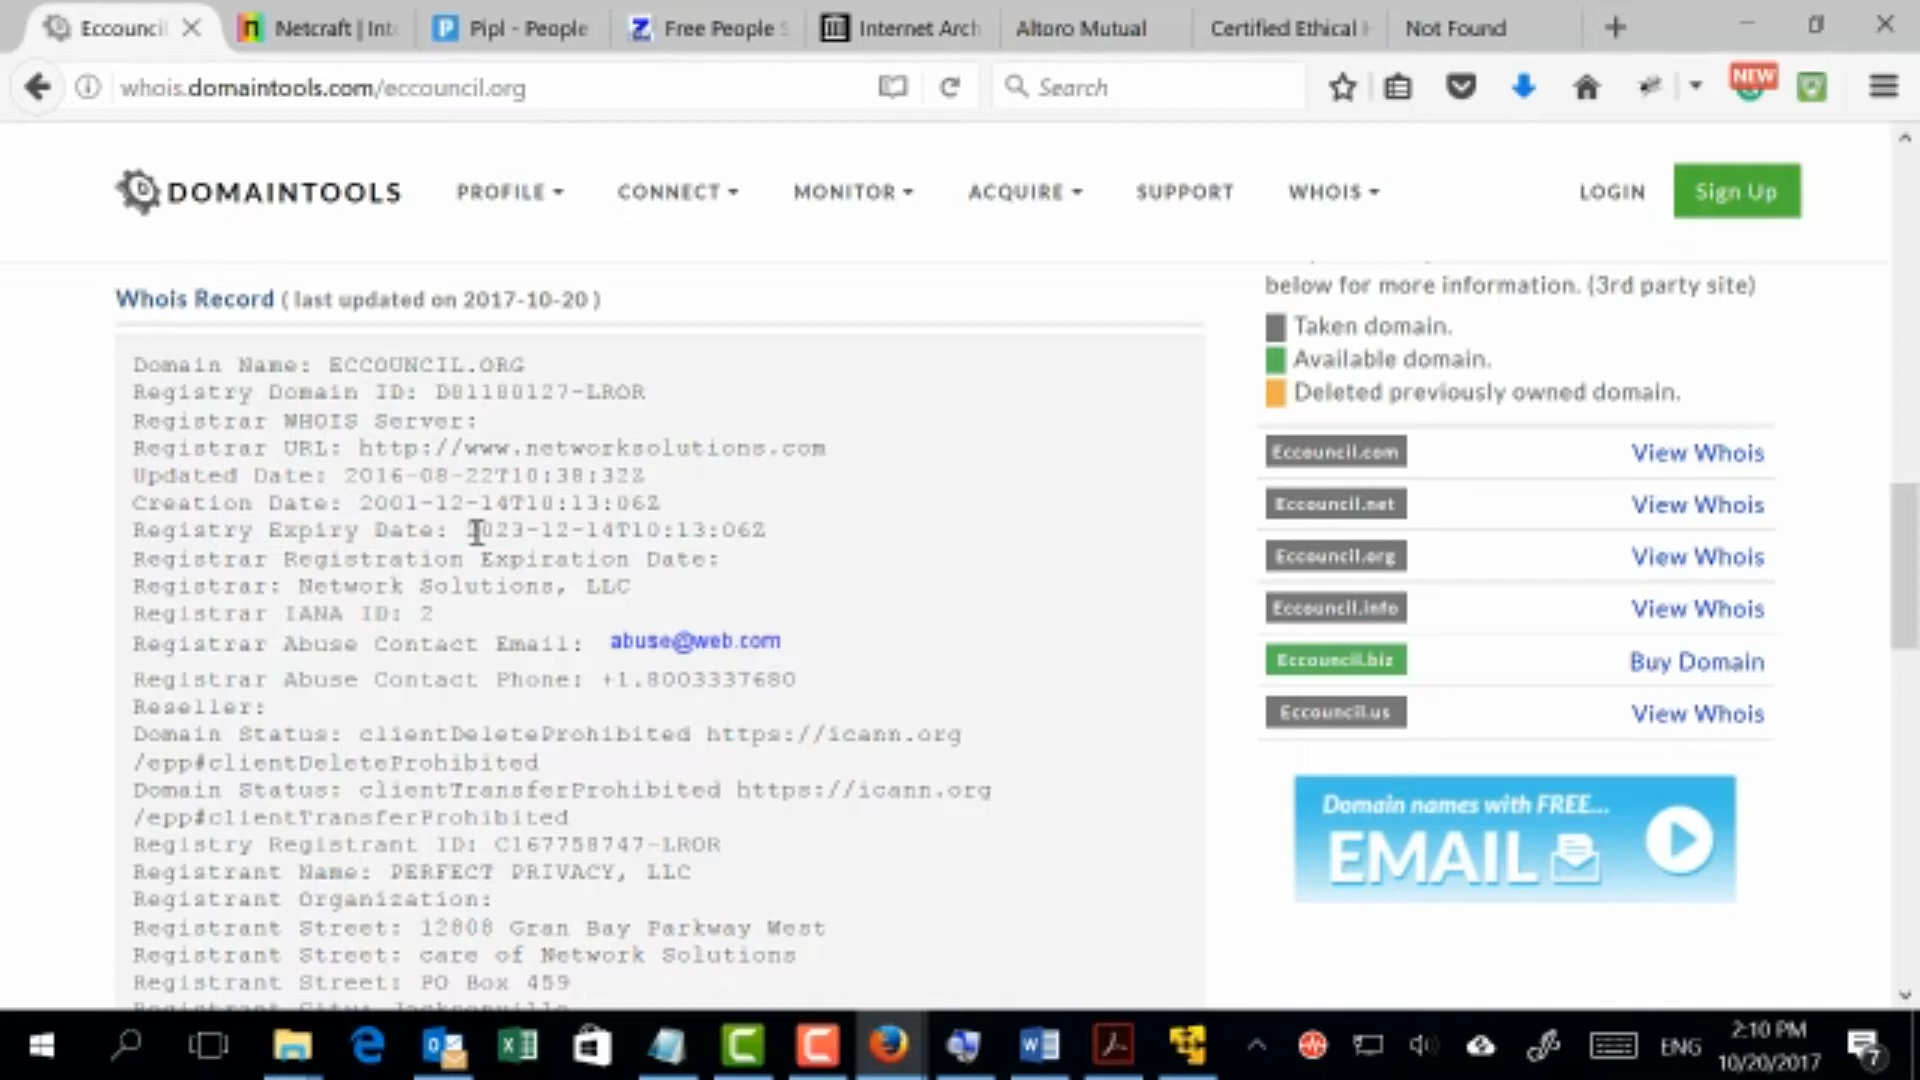 Eccouncil
Netcraft | Int
Pipl - People
Free People S
Internet Arch
Altoro Mutual
Certified Ethical H
Not Found
whois.domaintools.com/eccouncil.org
Search
NEW
DOMAINTOOLS
PROFILE
CONNECT
MONITOR
ACQUIRE
SUPPORT
WHOIS
LOGIN
Sign Up
Whois Record ( last updated on 2017-10-20 )
Domain Name: ECCOUNCIL.ORG
Registry Domain ID: D81180127-LROR
Registrar WHOIS Server:
Registrar URL: http://www.networksolutions.com
Updated Date: 2016-08-22T10:38:32Z
Creation Date: 2001-12-14T10:13:06Z
Registry Expiry Date: 2023-12-14T10:13:06Z
Registrar Registration Expiration Date:
Registrar: Network Solutions, LLC
Registrar IANA ID: 2
Registrar Abuse Contact Email: abuse@web.com
Registrar Abuse Contact Phone: +1.8003337680
Reseller:
Domain Status: clientDeleteProhibited https://icann.org
/epp#clientDeleteProhibited
Domain Status: clientTransferProhibited https://icann.org
/epp#clientTransferProhibited
Registry Registrant ID: C167758747-LROR
Registrant Name: PERFECT PRIVACY, LLC
Registrant Organization:
Registrant Street: 12808 Gran Bay Parkway West
Registrant Street: care of Network Solutions
Registrant Street: PO Box 459
Registrant City: Jacksonville
below for more information. (3rd party site)
Taken domain.
Available domain.
Deleted previously owned domain.
Eccouncil.com View Whois
Eccouncil.net View Whois
Eccouncil.org View Whois
Eccouncil.info View Whois
Eccouncil.biz Buy Domain
Eccouncil.us View Whois
Domain names with FREE...
EMAIL
ENG
2:10 PM
10/20/2017
7